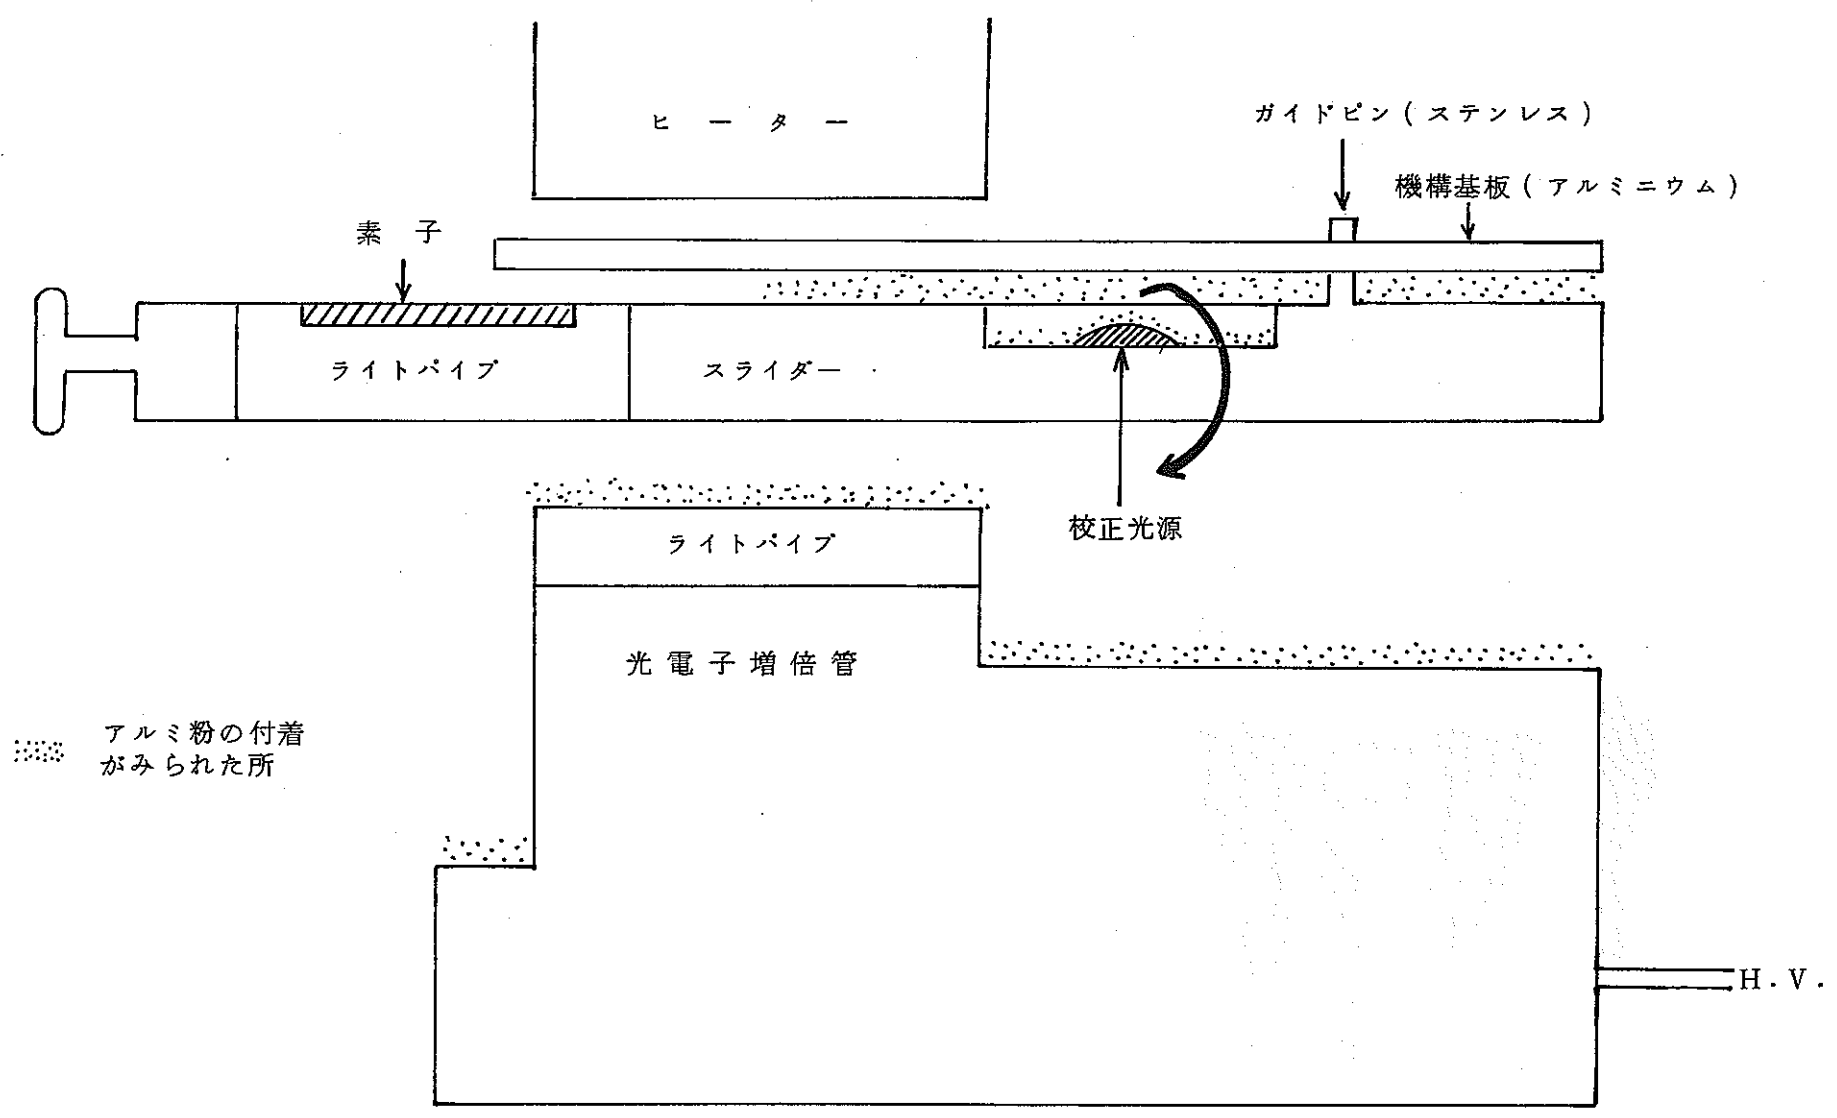 ヒーター
ガイドピン(ステンレス)
機構基板(アルミニウム)
素子
ライトパイプ
スライダー
校正光源
ライトパイプ
光電子増倍管
アルミ粉の付着
がみられた所
H.V.